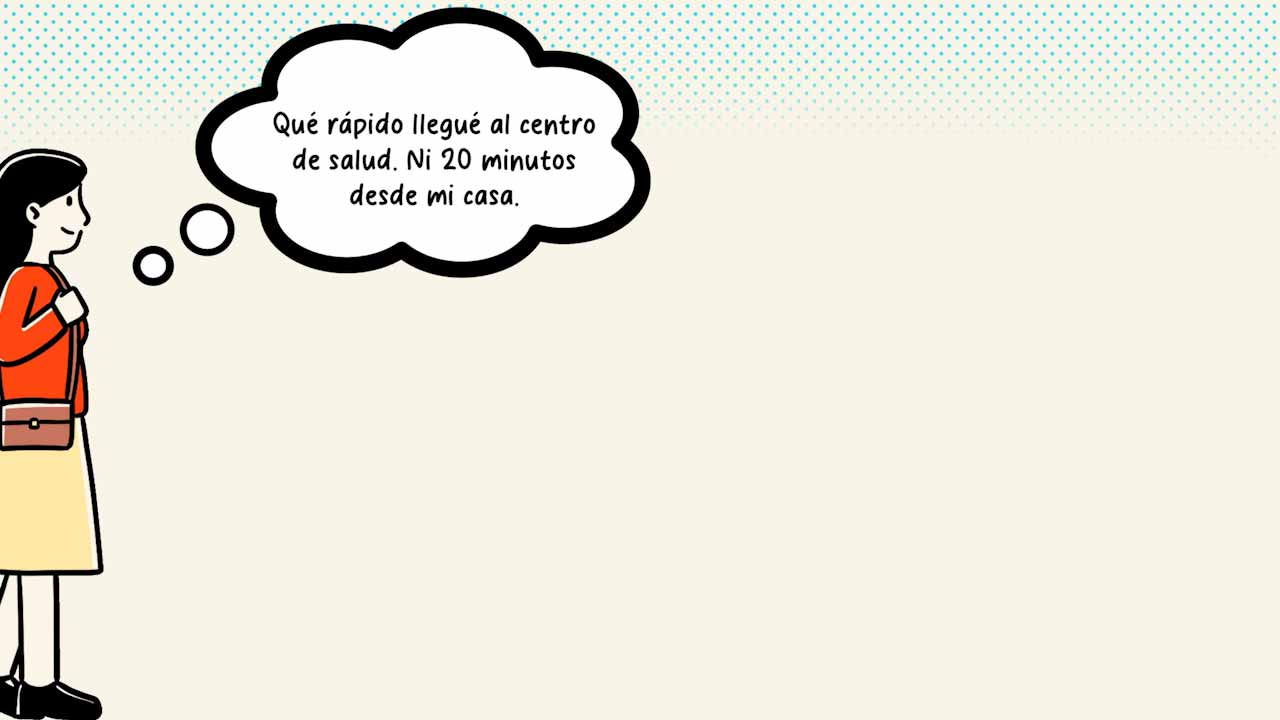 Qué rápido llegué al centro
de salud. Ni 20 minutos
desde mi casa.